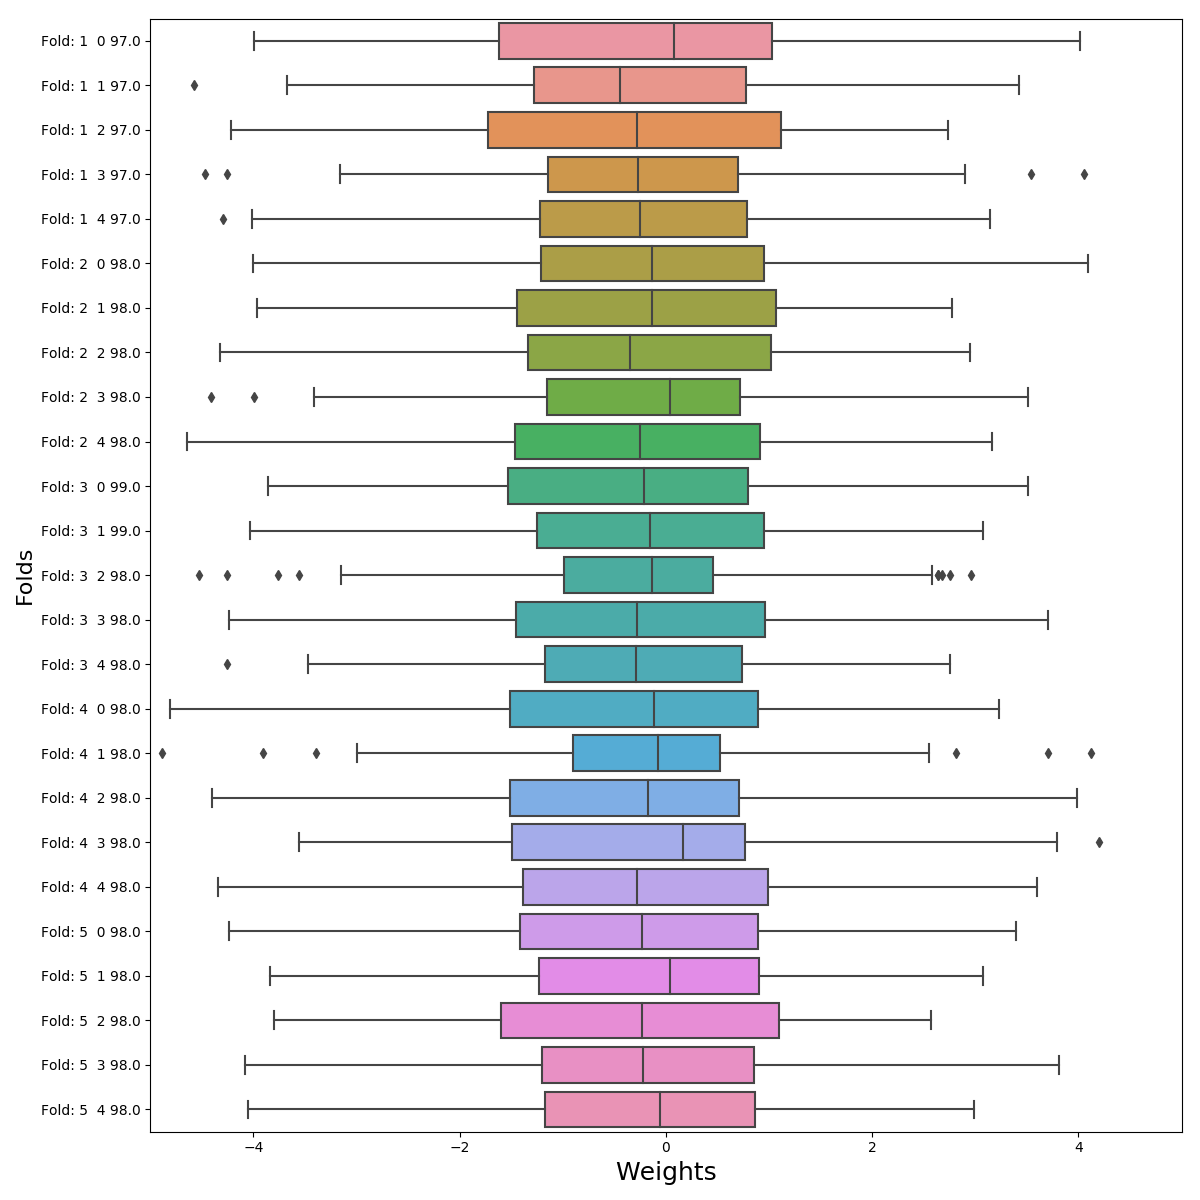 Fold: 1 0 97.0
Fold: 1 1 97.0
Fold: 1 2 97.0
Fold: 1 3 97.0
Fold: 1 4 97.0
Fold: 2 0 98.0
Fold: 2 1 98.0
Fold: 2 2 98.0
Fold: 2 3 98.0
Fold: 2 4 98.0
Fold: 3 0 99.0
Fold: 3 1 99.0
Fold: 3 2 98.0
Fold: 3 3 98.0
Fold: 3 4 98.0
Fold: 4 0 98.0
Fold: 4 1 98.0
Fold: 4 2 98.0
Fold: 4 3 98.0
Fold: 4 4 98.0
Fold: 5 0 98.0
Fold: 5 1 98.0
Fold: 5 2 98.0
Fold: 5 3 98.0
Fold: 5 4 98.0
Folds
−4 −2 0 2 4
Weights